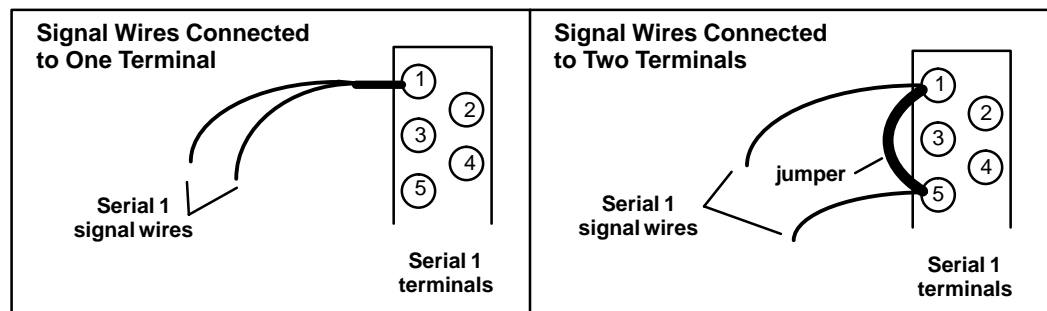 Signal Wires Connected
to One Terminal
1
2
3
4
5
Serial 1
signal wires
Serial 1
terminals
Signal Wires Connected
to Two Terminals
1
2
3
jumper
4
5
Serial 1
signal wires
Serial 1
terminals